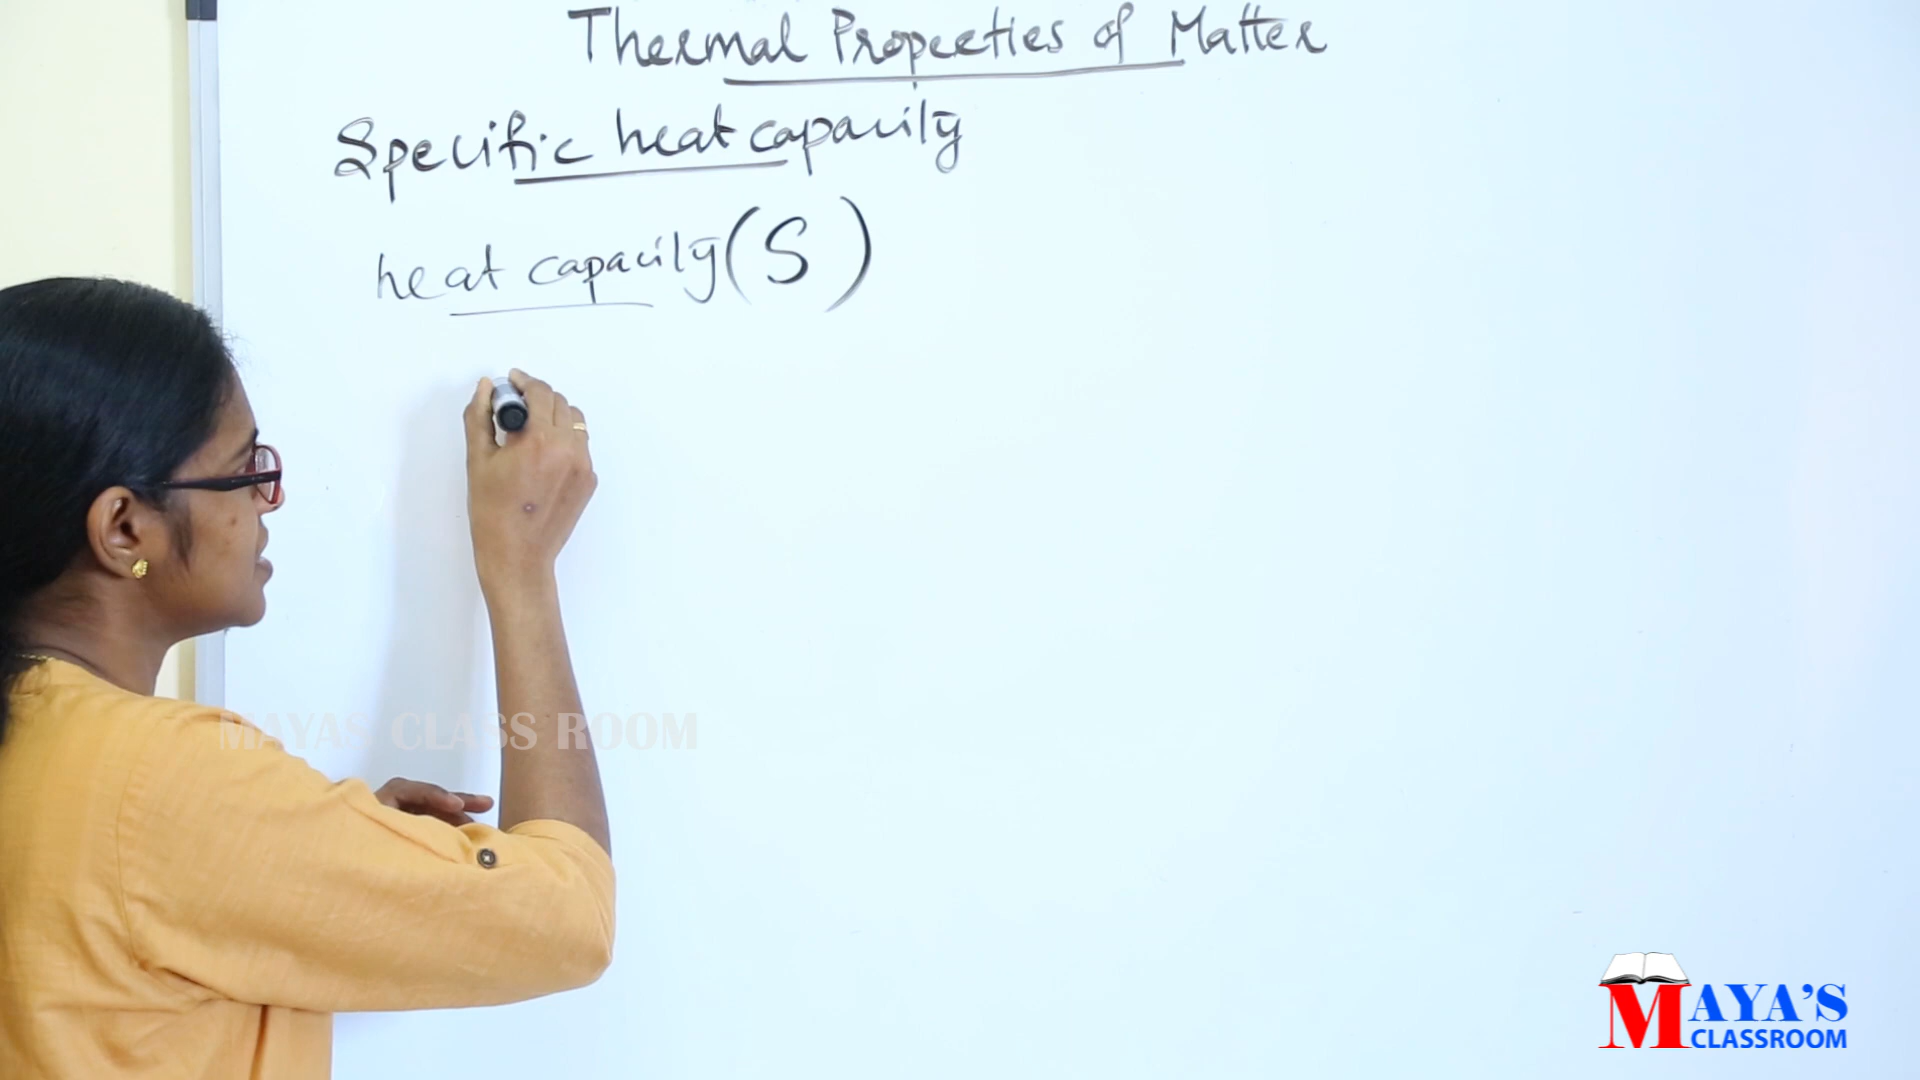 Thermal Properties of Matter
Specific heat capacity
heat capacity (S)
MAYAS CLASS ROOM
MAYA'S
CLASSROOM